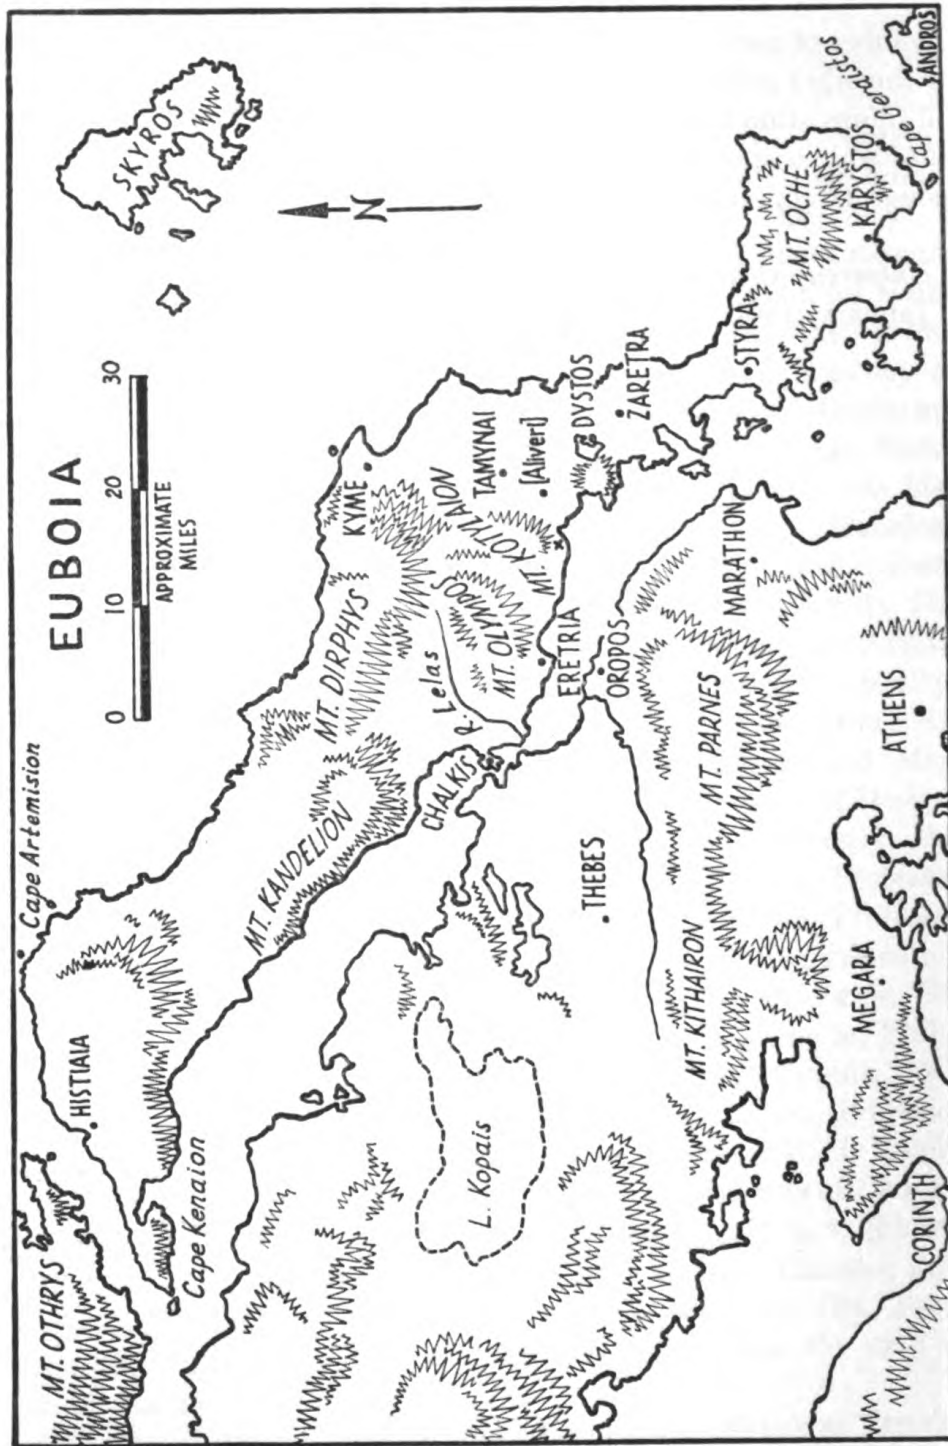 EUBOIA
0 10 20 30
APPROXIMATE
MILES
N
SKYROS
ANDROS
Cape Geraistos
KARYSTOS
MT. OCHE
STYRA
ZARETRA
DYSTOS
[Aliveri]
TAMYNAI
KYME
MT. KOTYLAION
MT. OLYMPOS
MT. DIRPHYS
R. Lelas
ERETRIA
CHALKIS
MT. KANDELION
Cape Artemision
HISTIAIA
Cape Kenaion
MT. OTHRYS
L. Kopais
THEBES
OROPOS
MARATHON
MT. PARNES
MT. KITHAIRON
ATHENS
MEGARA
CORINTH